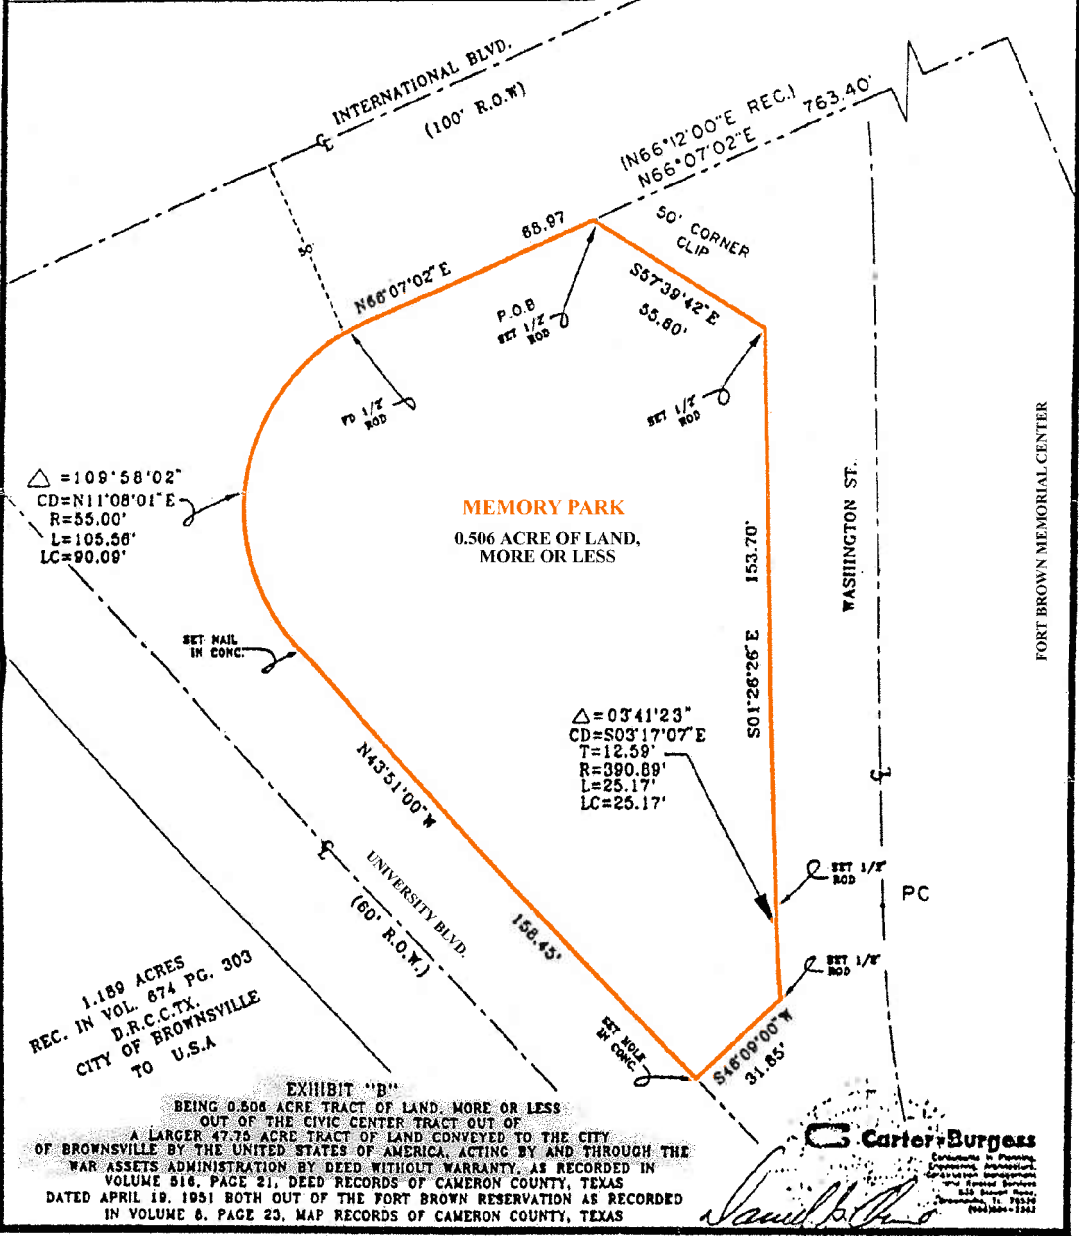 INTERNATIONAL BLVD.
(100' R.O.W)
(N66°12'00"E REC.)
N66°07'02"E
763.40'
50'
68.97
N66°07'02"E
50' CORNER
CLIP
S57°39'42"E
55.60'
P.O.B
SET 1/2"
ROD
FD 1/2"
ROD
SET 1/2"
ROD
△ =109°58'02"
CD=N11°08'01"E
R=55.00'
L=105.56'
LC=90.09'
MEMORY PARK
0.506 ACRE OF LAND,
MORE OR LESS
153.70'
S01°26'26"E
WASHINGTON ST.
FORT BROWN MEMORIAL CENTER
SET NAIL
IN CONC.
△=03°41'23"
CD=S03°17'07"E
T=12.59'
R=390.89'
L=25.17'
LC=25.17'
N43°51'00"W
158.45'
UNIVERSITY BLVD.
(60' R.O.W.)
SET 1/2"
ROD
PC
SET 1/2"
ROD
SET HOLE
IN CONC.
S46°09'00"W
31.85'
1.189 ACRES
REC. IN VOL. 674 PG. 303
D.R.C.C.TX.
CITY OF BROWNSVILLE
TO U.S.A
EXHIBIT "B"
BEING 0.506 ACRE TRACT OF LAND, MORE OR LESS
OUT OF THE CIVIC CENTER TRACT OUT OF
A LARGER 47.75 ACRE TRACT OF LAND CONVEYED TO THE CITY
OF BROWNSVILLE BY THE UNITED STATES OF AMERICA, ACTING BY AND THROUGH THE
WAR ASSETS ADMINISTRATION BY DEED WITHOUT WARRANTY, AS RECORDED IN
VOLUME 516, PAGE 21, DEED RECORDS OF CAMERON COUNTY, TEXAS
DATED APRIL 19, 1951 BOTH OUT OF THE FORT BROWN RESERVATION AS RECORDED
IN VOLUME 6, PAGE 23, MAP RECORDS OF CAMERON COUNTY, TEXAS
Carter & Burgess
Consultants in Planning,
Engineering, Architecture,